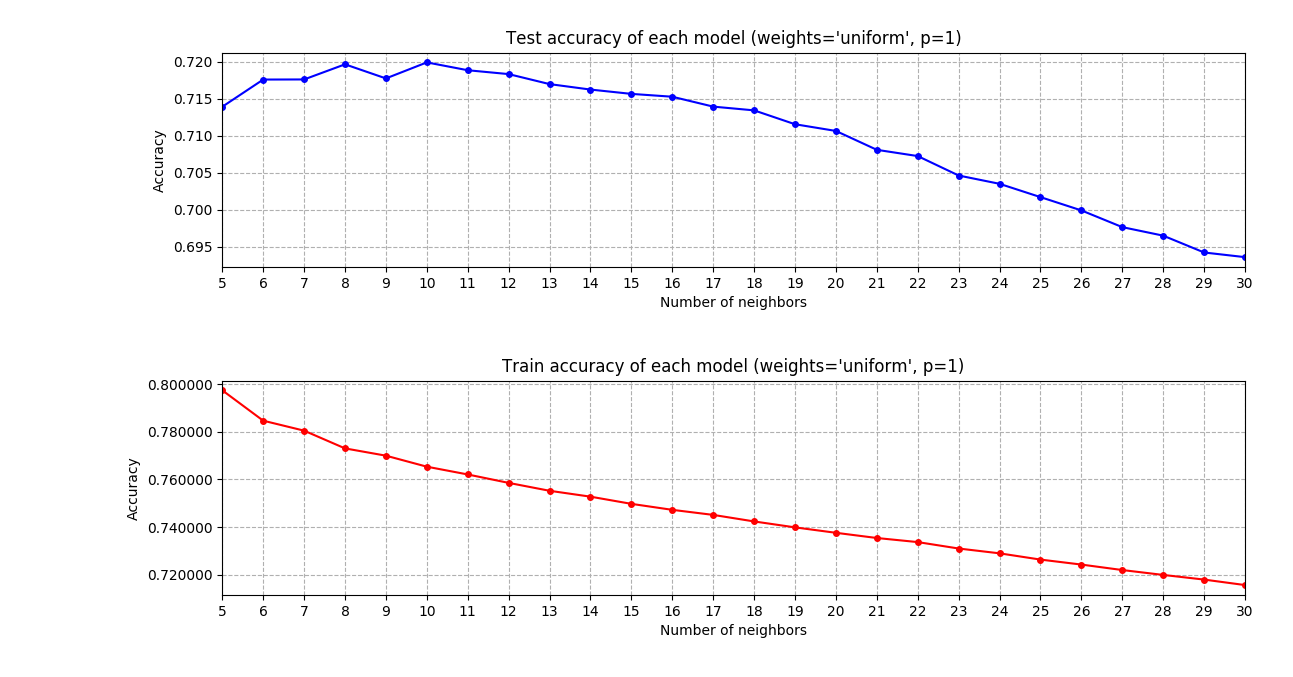 Test accuracy of each model (weights='uniform', p=1)
0.720
0.715
0.710
0.705
0.700
0.695
Accuracy
5 6 7 8 9 10 11 12 13 14 15 16 17 18 19 20 21 22 23 24 25 26 27 28 29 30
Number of neighbors
Train accuracy of each model (weights='uniform', p=1)
0.800000
0.780000
0.760000
0.740000
0.720000
Accuracy
5 6 7 8 9 10 11 12 13 14 15 16 17 18 19 20 21 22 23 24 25 26 27 28 29 30
Number of neighbors